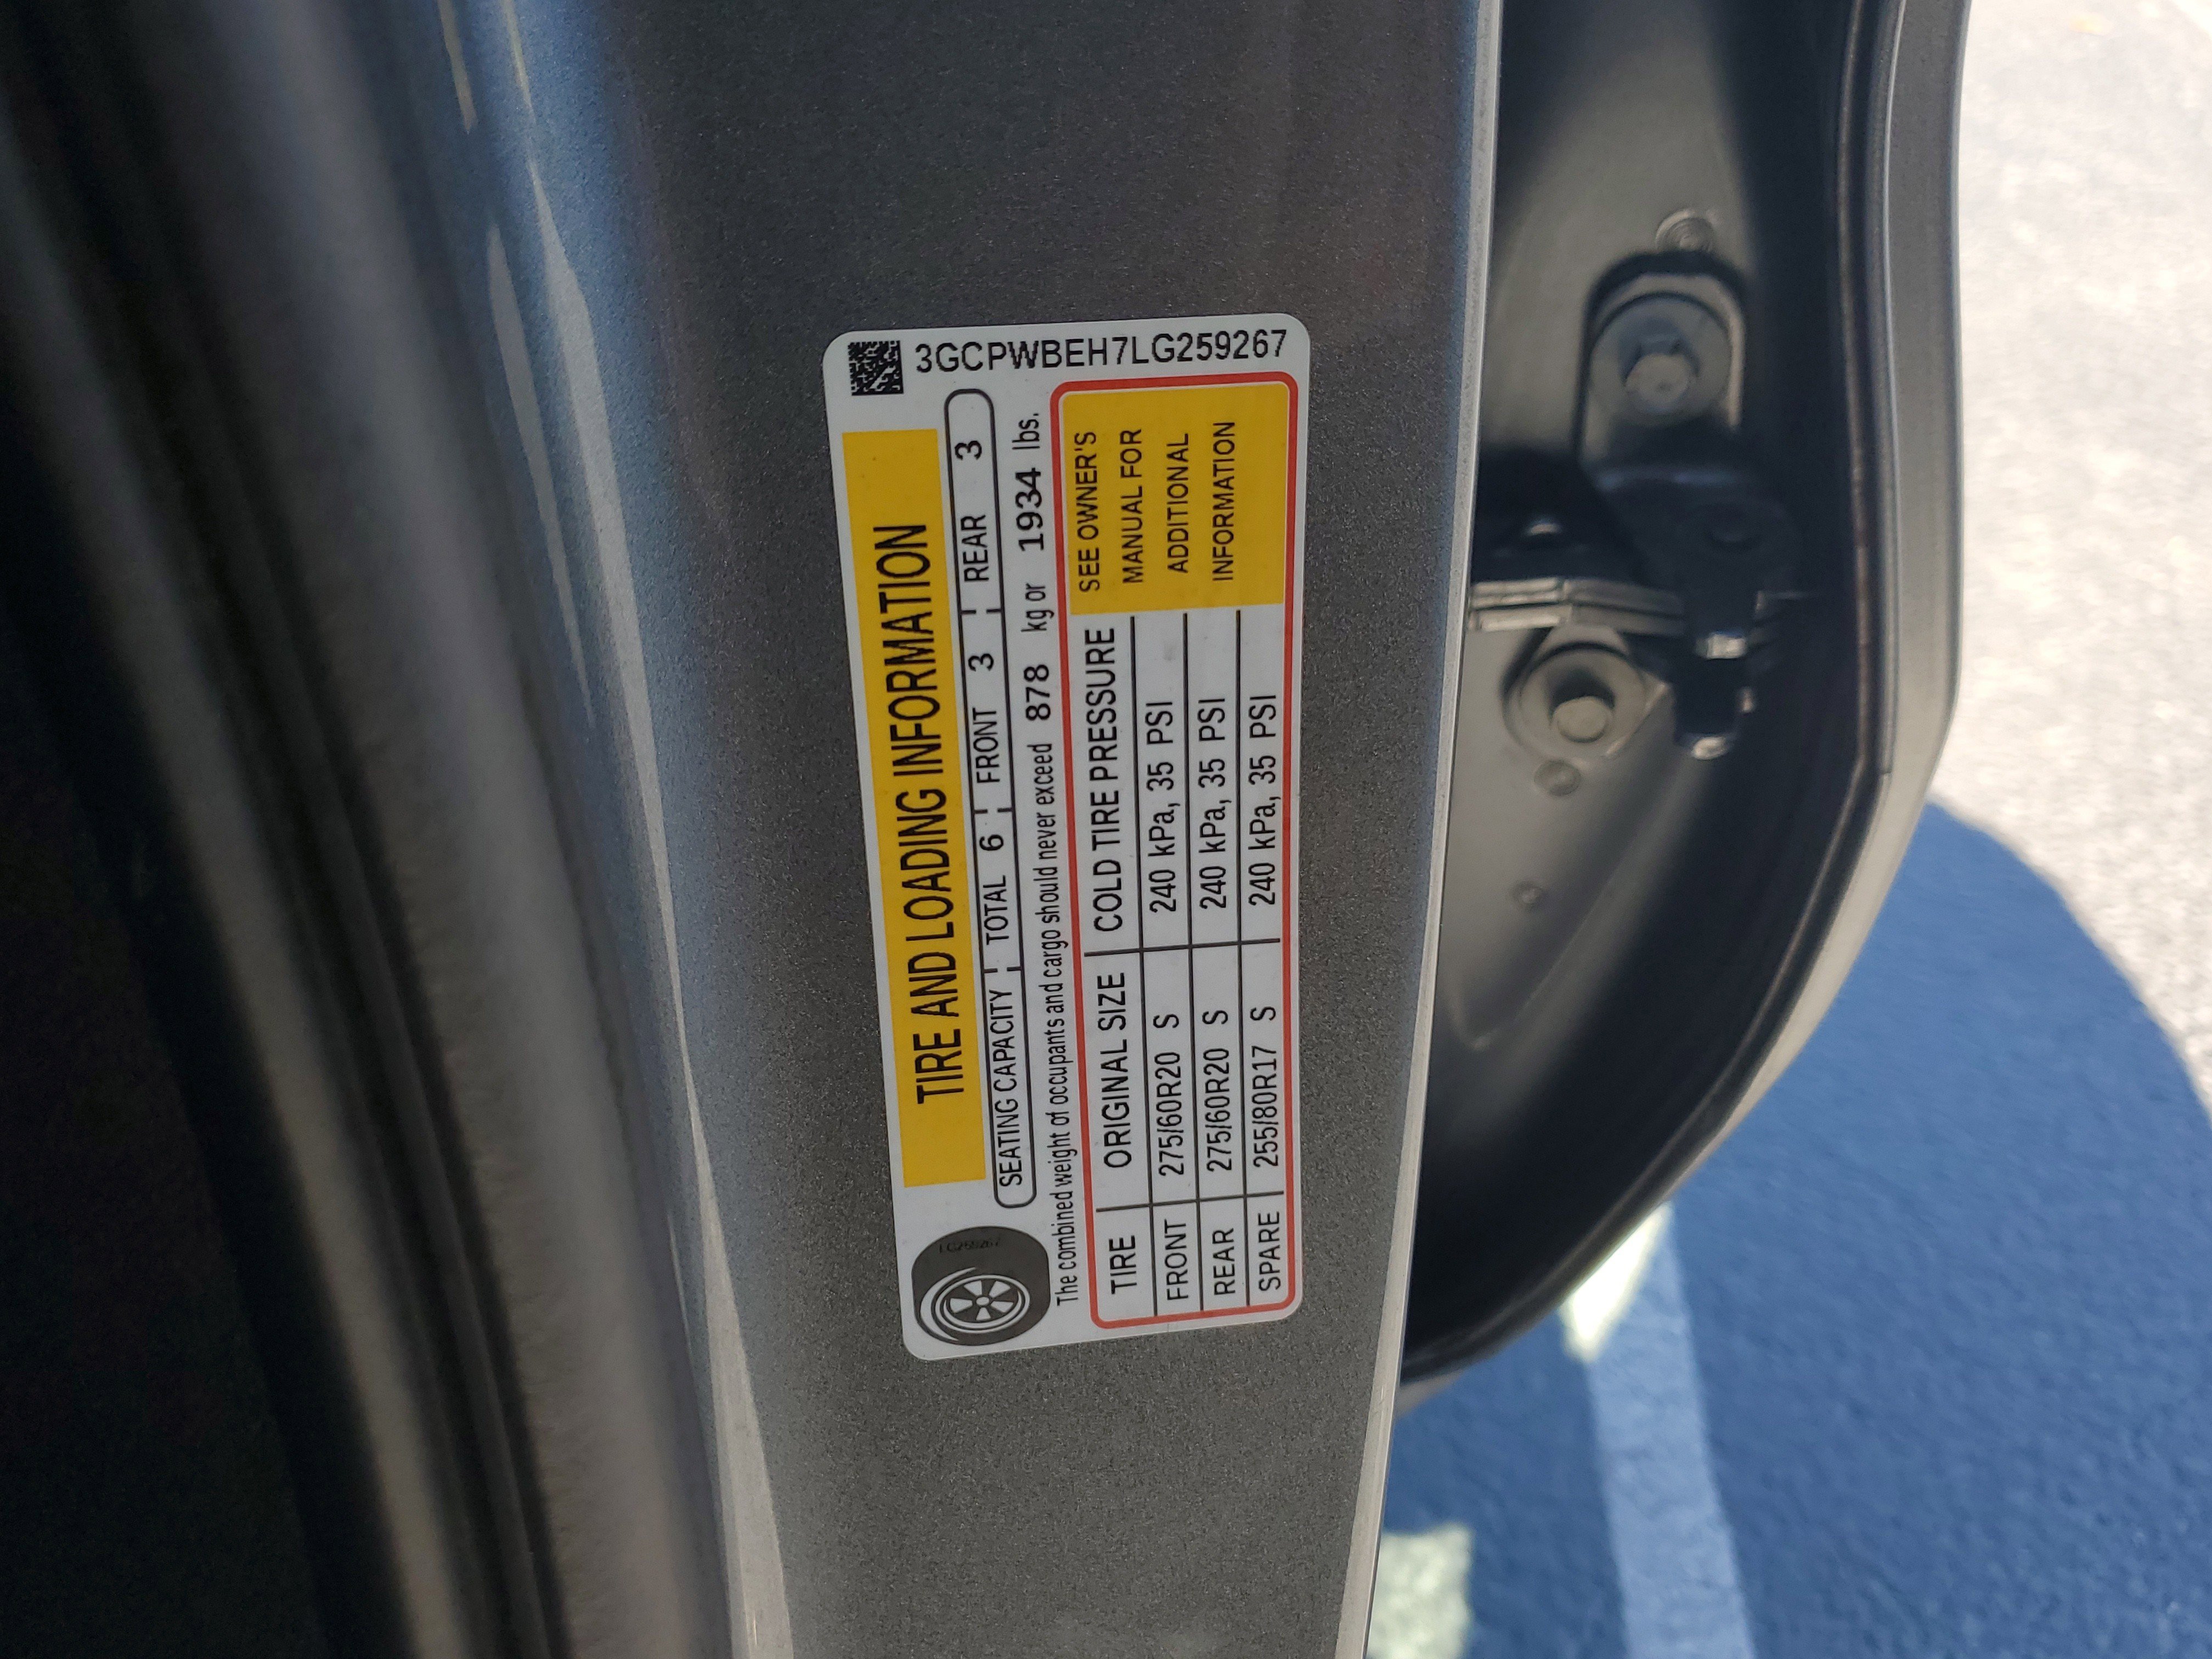 3GCPWBEH7LG259267
TIRE AND LOADING INFORMATION
SEATING CAPACITY TOTAL 6 FRONT 3 REAR 3
The combined weight of occupants and cargo should never exceed 878 kg or 1934 lbs.
TIRE ORIGINAL SIZE COLD TIRE PRESSURE
FRONT 275/60R20 S 240 kPa, 35 PSI
REAR 275/60R20 S 240 kPa, 35 PSI
SPARE 255/80R17 S 240 kPa, 35 PSI
SEE OWNER'S
MANUAL FOR
ADDITIONAL
INFORMATION